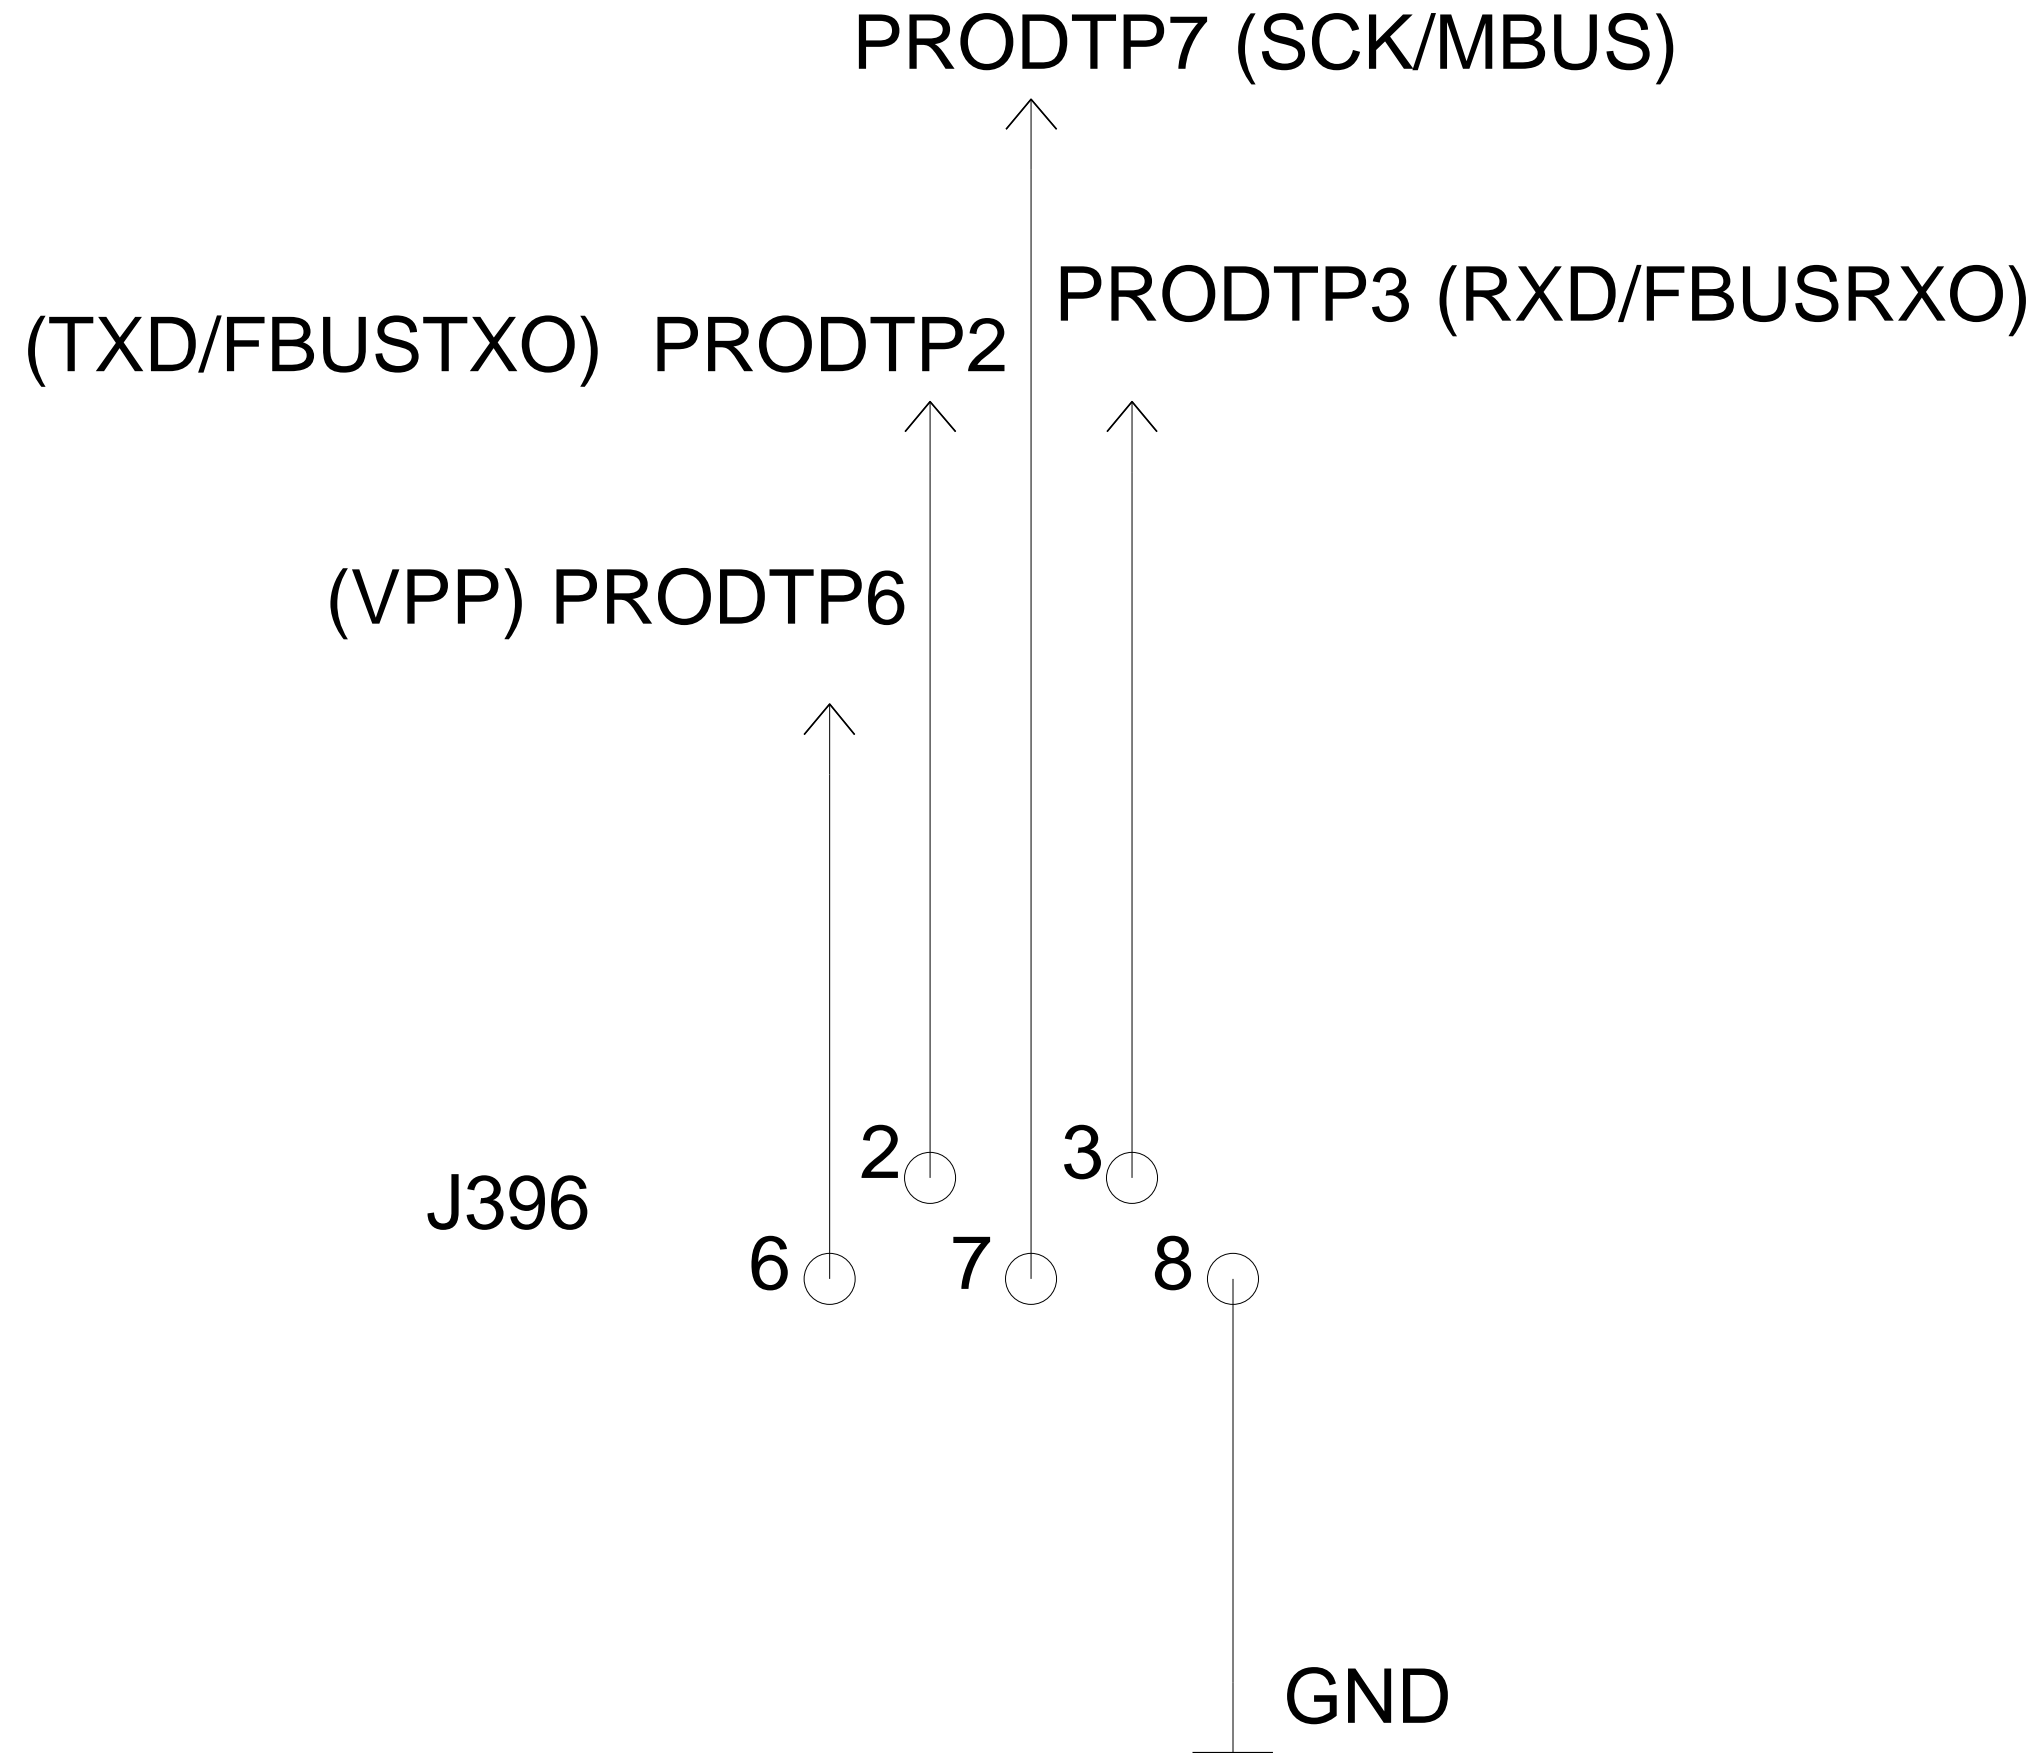 PRODTP7 (SCK/MBUS)
PRODTP3 (RXD/FBUSRXO)
(TXD/FBUSTXO) PRODTP2
(VPP) PRODTP6
2
3
J396
6
7
8
GND